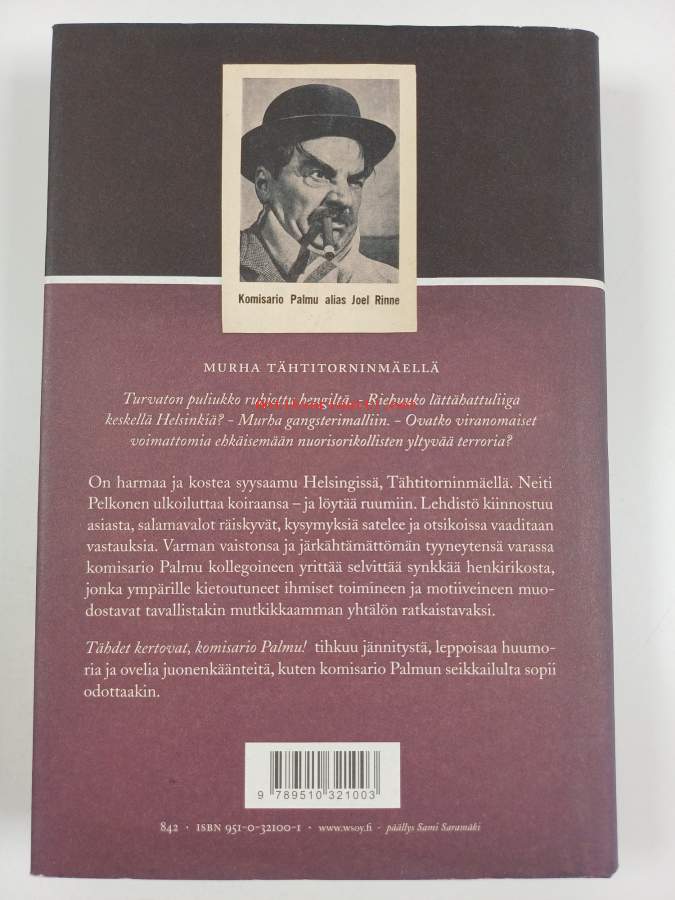 Komisario Palmu alias Joel Rinne
MURHA TÄHTITORNINMÄELLÄ
Turvaton puliukko ruhjottu hengiltä. - Riehuuko lättähattuliiga
keskellä Helsinkiä? - Murha gangsterimalliin. - Ovatko viranomaiset
voimattomia ehkäisemään nuorisorikollisten yltyvää terroria?
On harmaa ja kostea syysaamu Helsingissä, Tähtitorninmäellä. Neiti
Pelkonen ulkoiluttaa koiraansa – ja löytää ruumiin. Lehdistö kiinnostuu
asiasta, salamavalot räiskyvät, kysymyksiä satelee ja otsikoissa vaaditaan
vastauksia. Varman vaistonsa ja järkähtämättömän tyyneytensä varassa
komisario Palmu kollegoineen yrittää selvittää synkkää henkirikosta,
jonka ympärille kietoutuneet ihmiset toimineen ja motiiveineen muo-
dostavat tavallistakin mutkikkaamman yhtälön ratkaistavaksi.
Tähdet kertovat, komisario Palmu! tihkuu jännitystä, leppoisaa huumo-
ria ja ovelia juonenkäänteitä, kuten komisario Palmun seikkailulta sopii
odottaakin.
9 789510 321003
842 · ISBN 951-0-32100-1 · www.wsoy.fi · päällys Sami Saramäki